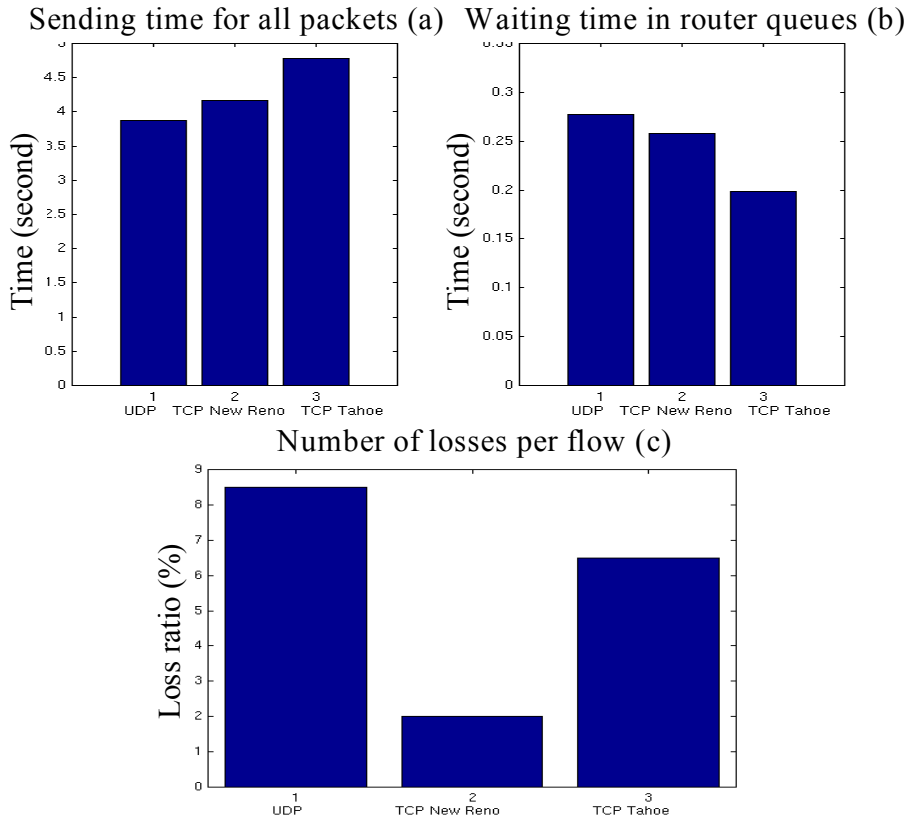 Sending time for all packets (a)
Time (second)
5
4.5
4
3.5
3
2.5
2
1.5
1
0.5
0
1
2
3
UDP
TCP New Reno
TCP Tahoe
Waiting time in router queues (b)
Time (second)
0.35
0.3
0.25
0.2
0.15
0.1
0.05
0
1
2
3
UDP
TCP New Reno
TCP Tahoe
Number of losses per flow (c)
Loss ratio (%)
9
8
7
6
5
4
3
2
1
0
1
2
3
UDP
TCP New Reno
TCP Tahoe